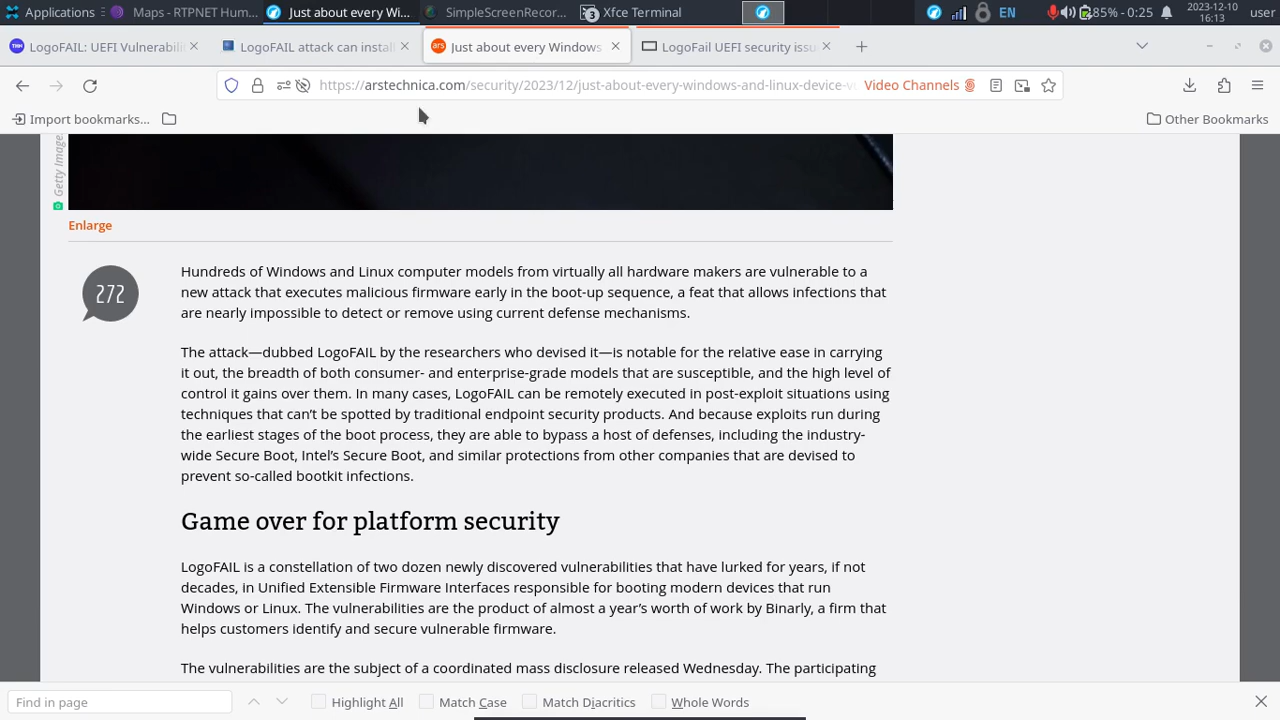 Applications
Maps - RTPNET Hum...
Just about every Wi...
SimpleScreenRecor...
3 Xfce Terminal
EN
85% - 0:25
2023-12-10
16:13
user
LogoFAIL: UEFI Vulnerabili
LogoFAIL attack can instal
ars Just about every Windows
LogoFail UEFI security issu
https://arstechnica.com/security/2023/12/just-about-every-windows-and-linux-device-v
Video Channels
Import bookmarks...
Other Bookmarks
Getty Images
Enlarge
272
Hundreds of Windows and Linux computer models from virtually all hardware makers are vulnerable to a
new attack that executes malicious firmware early in the boot-up sequence, a feat that allows infections that
are nearly impossible to detect or remove using current defense mechanisms.
The attack—dubbed LogoFAIL by the researchers who devised it—is notable for the relative ease in carrying
it out, the breadth of both consumer- and enterprise-grade models that are susceptible, and the high level of
control it gains over them. In many cases, LogoFAIL can be remotely executed in post-exploit situations using
techniques that can’t be spotted by traditional endpoint security products. And because exploits run during
the earliest stages of the boot process, they are able to bypass a host of defenses, including the industry-
wide Secure Boot, Intel’s Secure Boot, and similar protections from other companies that are devised to
prevent so-called bootkit infections.
Game over for platform security
LogoFAIL is a constellation of two dozen newly discovered vulnerabilities that have lurked for years, if not
decades, in Unified Extensible Firmware Interfaces responsible for booting modern devices that run
Windows or Linux. The vulnerabilities are the product of almost a year’s worth of work by Binarly, a firm that
helps customers identify and secure vulnerable firmware.
The vulnerabilities are the subject of a coordinated mass disclosure released Wednesday. The participating
Find in page
Highlight All
Match Case
Match Diacritics
Whole Words